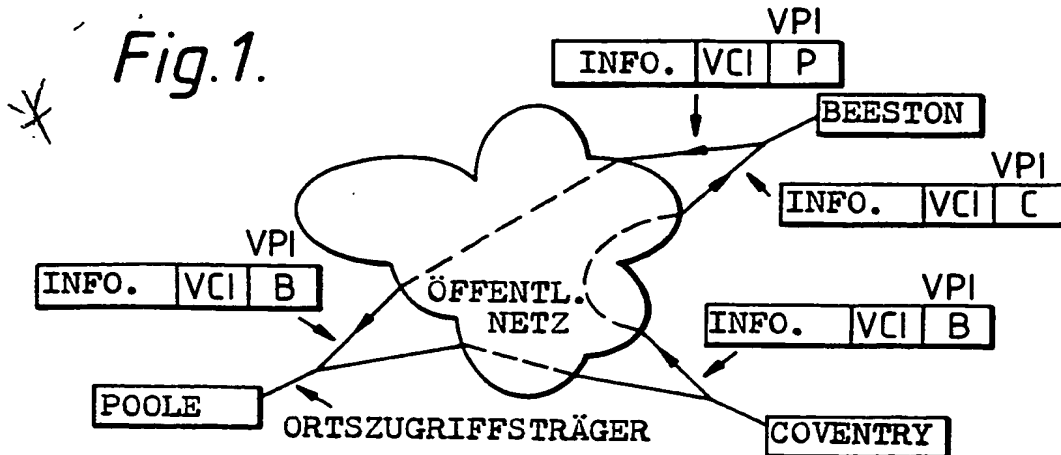 Fig.1.
VPI
INFO. VCI P
BEESTON
VPI
INFO. VCI C
VPI
INFO. VCI B
ÖFFENTL.
NETZ
VPI
INFO. VCI B
POOLE
ORTSZUGRIFFSTRÄGER
COVENTRY